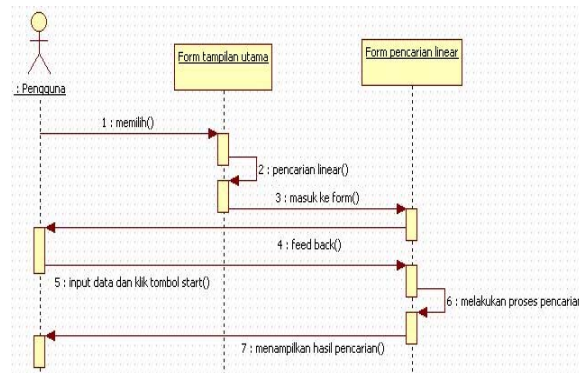 Form tampilan utama
Form pencarian linear
: Pengguna
1 : memilih()
2 : pencarian linear()
3 : masuk ke form()
4 : feed back()
5 : input data dan klik tombol start()
6 : melakukan proses pencarian
7 : menampilkan hasil pencarian()